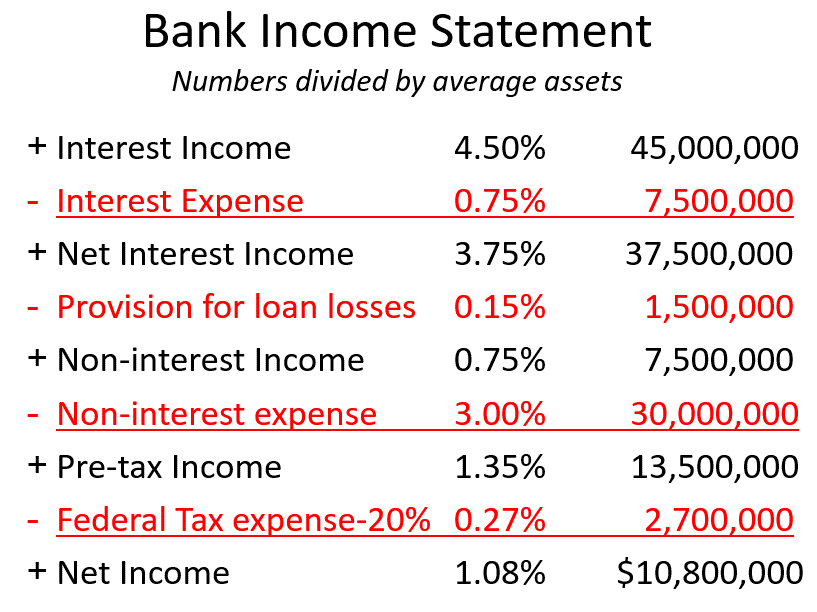 Bank Income Statement
Numbers divided by average assets
+ Interest Income 4.50% 45,000,000
- Interest Expense 0.75% 7,500,000
+ Net Interest Income 3.75% 37,500,000
- Provision for loan losses 0.15% 1,500,000
+ Non-interest Income 0.75% 7,500,000
- Non-interest expense 3.00% 30,000,000
+ Pre-tax Income 1.35% 13,500,000
- Federal Tax expense-20% 0.27% 2,700,000
+ Net Income 1.08% $10,800,000